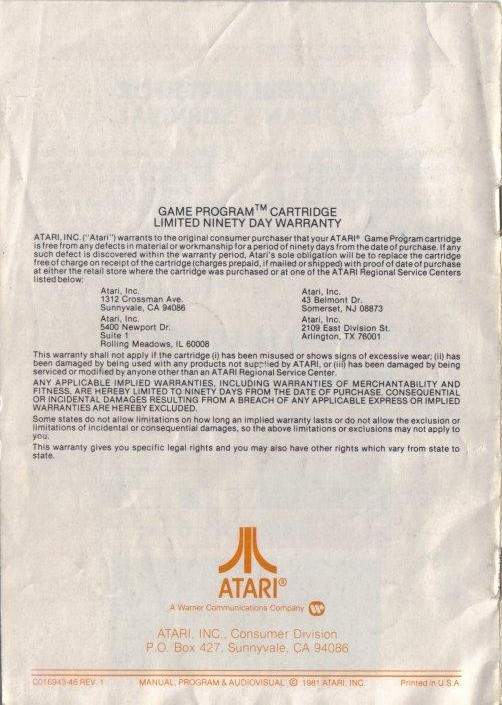 GAME PROGRAM™ CARTRIDGE
LIMITED NINETY DAY WARRANTY
ATARI, INC. ("Atari") warrants to the original consumer purchaser that your ATARI® Game Program cartridge
is free from any defects in material or workmanship for a period of ninety days from the date of purchase. If any
such defect is discovered within the warranty period, Atari's sole obligation will be to replace the cartridge
free of charge on receipt of the cartridge (charges prepaid, if mailed or shipped) with proof of date of purchase
at either the retail store where the cartridge was purchased or at one of the ATARI Regional Service Centers
listed below:
Atari, Inc.
1312 Crossman Ave.
Sunnyvale, CA 94086
Atari, Inc.
43 Belmont Dr.
Somerset, NJ 08873
Atari, Inc.
5400 Newport Dr.
Suite 1
Rolling Meadows, IL 60008
Atari, Inc.
2109 East Division St.
Arlington, TX 76001
This warranty shall not apply if the cartridge (i) has been misused or shows signs of excessive wear; (ii) has
been damaged by being used with any products not supplied by ATARI, or (iii) has been damaged by being
serviced or modified by anyone other than an ATARI Regional Service Center.
ANY APPLICABLE IMPLIED WARRANTIES, INCLUDING WARRANTIES OF MERCHANTABILITY AND
FITNESS, ARE HEREBY LIMITED TO NINETY DAYS FROM THE DATE OF PURCHASE. CONSEQUENTIAL
OR INCIDENTAL DAMAGES RESULTING FROM A BREACH OF ANY APPLICABLE EXPRESS OR IMPLIED
WARRANTIES ARE HEREBY EXCLUDED.
Some states do not allow limitations on how long an implied warranty lasts or do not allow the exclusion or
limitations of incidental or consequential damages, so the above limitations or exclusions may not apply to
you.
This warranty gives you specific legal rights and you may also have other rights which vary from state to
state.
ATARI®
A Warner Communications Company
ATARI, INC., Consumer Division
P.O. Box 427, Sunnyvale, CA 94086
C016943-46 REV. 1 MANUAL, PROGRAM & AUDIOVISUAL © 1981 ATARI, INC. Printed in U.S.A.